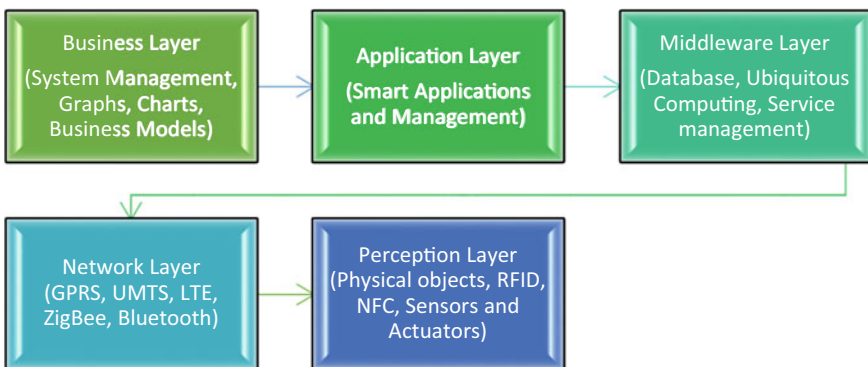 Business Layer
(System Management,
Graphs, Charts,
Business Models)
Application Layer
(Smart Applications
and Management)
Middleware Layer
(Database, Ubiquitous
Computing, Service
management)
Network Layer
(GPRS, UMTS, LTE,
ZigBee, Bluetooth)
Perception Layer
(Physical objects, RFID,
NFC, Sensors and
Actuators)